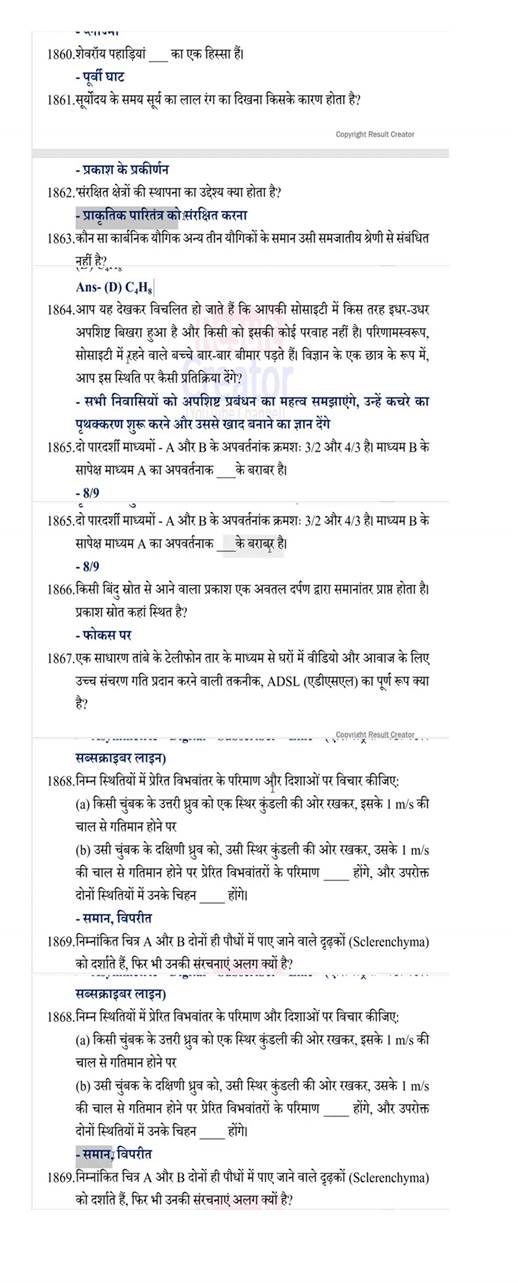 1860.शेवरॉय पहाड़ियां ____ का एक हिस्सा हैं।
- पूर्वी घाट
1861.सूर्योदय के समय सूर्य का लाल रंग का दिखना किसके कारण होता है?
Copyright Result Creator
- प्रकाश के प्रकीर्णन
1862.'संरक्षित क्षेत्रों की स्थापना का उद्देश्य क्या होता है?
- प्राकृतिक पारितंत्र को संरक्षित करना
1863.कौन सा कार्बनिक यौगिक अन्य तीन यौगिकों के समान उसी समजातीय श्रेणी से संबंधित
नहीं है?
Ans- (D) C₄H₈
1864.आप यह देखकर विचलित हो जाते हैं कि आपकी सोसाइटी में किस तरह इधर-उधर
अपशिष्ट बिखरा हुआ है और किसी को इसकी कोई परवाह नहीं है। परिणामस्वरूप,
सोसाइटी में रहने वाले बच्चे बार-बार बीमार पड़ते हैं। विज्ञान के एक छात्र के रूप में,
आप इस स्थिति पर कैसी प्रतिक्रिया देंगे?
- सभी निवासियों को अपशिष्ट प्रबंधन का महत्व समझाएंगे, उन्हें कचरे का
पृथक्करण शुरू करने और उससे खाद बनाने का ज्ञान देंगे
1865.दो पारदर्शी माध्यमों - A और B के अपवर्तनांक क्रमशः 3/2 और 4/3 है। माध्यम B के
सापेक्ष माध्यम A का अपवर्तनाक ____के बराबर है।
- 8/9
1865.दो पारदर्शी माध्यमों - A और B के अपवर्तनांक क्रमशः 3/2 और 4/3 है। माध्यम B के
सापेक्ष माध्यम A का अपवर्तनाक ____के बराबर है।
- 8/9
1866.किसी बिंदु स्रोत से आने वाला प्रकाश एक अवतल दर्पण द्वारा समानांतर प्राप्त होता है।
प्रकाश स्रोत कहां स्थित है?
- फोकस पर
1867.एक साधारण तांबे के टेलीफोन तार के माध्यम से घरों में वीडियो और आवाज के लिए
उच्च संचरण गति प्रदान करने वाली तकनीक, ADSL (एडीएसएल) का पूर्ण रूप क्या
है?
Copyright Result Creator
सब्सक्राइबर लाइन)
1868.निम्न स्थितियों में प्रेरित विभवांतर के परिमाण और दिशाओं पर विचार कीजिए:
(a) किसी चुंबक के उत्तरी ध्रुव को एक स्थिर कुंडली की ओर रखकर, इसके 1 m/s की
चाल से गतिमान होने पर
(b) उसी चुंबक के दक्षिणी ध्रुव को, उसी स्थिर कुंडली की ओर रखकर, उसके 1 m/s
की चाल से गतिमान होने पर प्रेरित विभवांतरों के परिमाण ____ होंगे, और उपरोक्त
दोनों स्थितियों में उनके चिहन ____ होंगे।
- समान, विपरीत
1869.निम्नांकित चित्र A और B दोनों ही पौधों में पाए जाने वाले दृढ़कों (Sclerenchyma)
को दर्शाते हैं, फिर भी उनकी संरचनाएं अलग क्यों है?
सब्सक्राइबर लाइन)
1868.निम्न स्थितियों में प्रेरित विभवांतर के परिमाण और दिशाओं पर विचार कीजिए:
(a) किसी चुंबक के उत्तरी ध्रुव को एक स्थिर कुंडली की ओर रखकर, इसके 1 m/s की
चाल से गतिमान होने पर
(b) उसी चुंबक के दक्षिणी ध्रुव को, उसी स्थिर कुंडली की ओर रखकर, उसके 1 m/s
की चाल से गतिमान होने पर प्रेरित विभवांतरों के परिमाण ____ होंगे, और उपरोक्त
दोनों स्थितियों में उनके चिहन ____ होंगे।
- समान, विपरीत
1869.निम्नांकित चित्र A और B दोनों ही पौधों में पाए जाने वाले दृढ़कों (Sclerenchyma)
को दर्शाते हैं, फिर भी उनकी संरचनाएं अलग क्यों है?